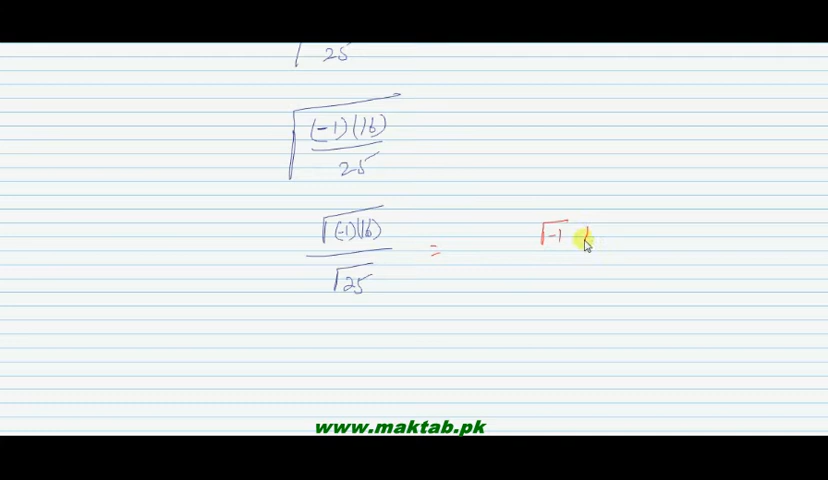 √25
√((-1)(16)/25)
√(-1)(16)/√25 = √-1
www.maktab.pk